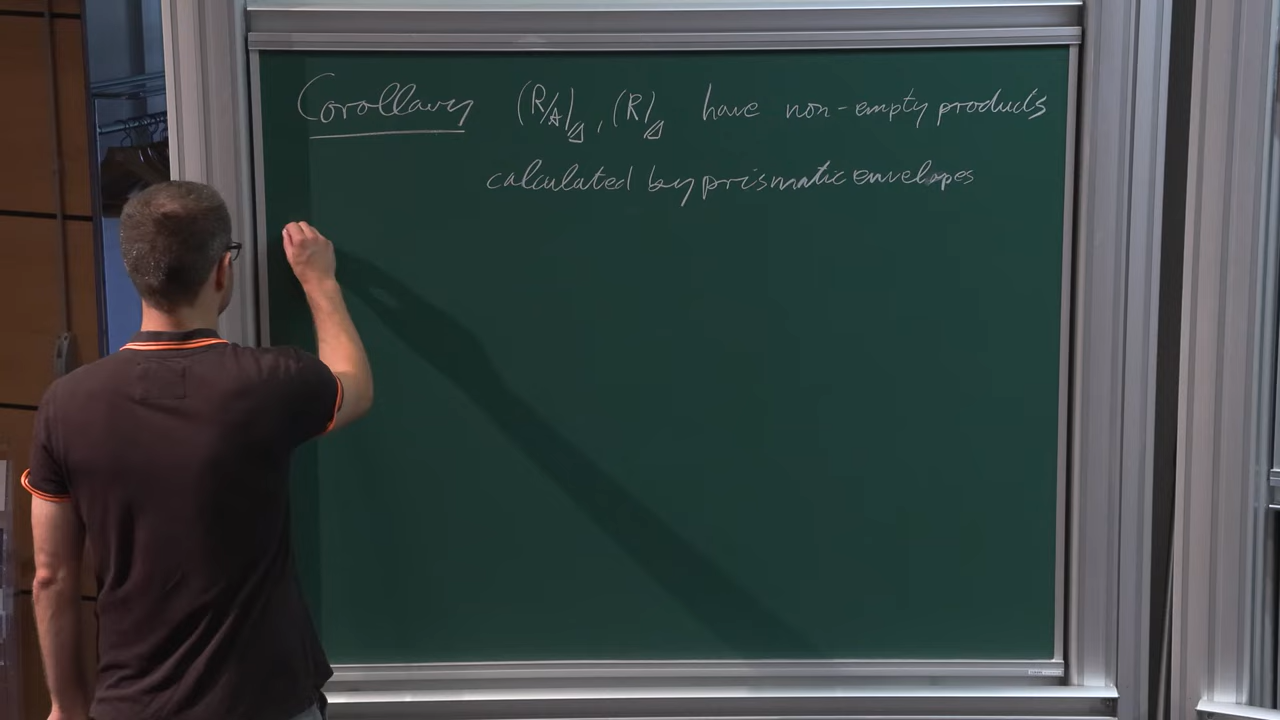 Corollary (R/A)_Δ, (R)_Δ have non-empty products
calculated by prismatic envelopes